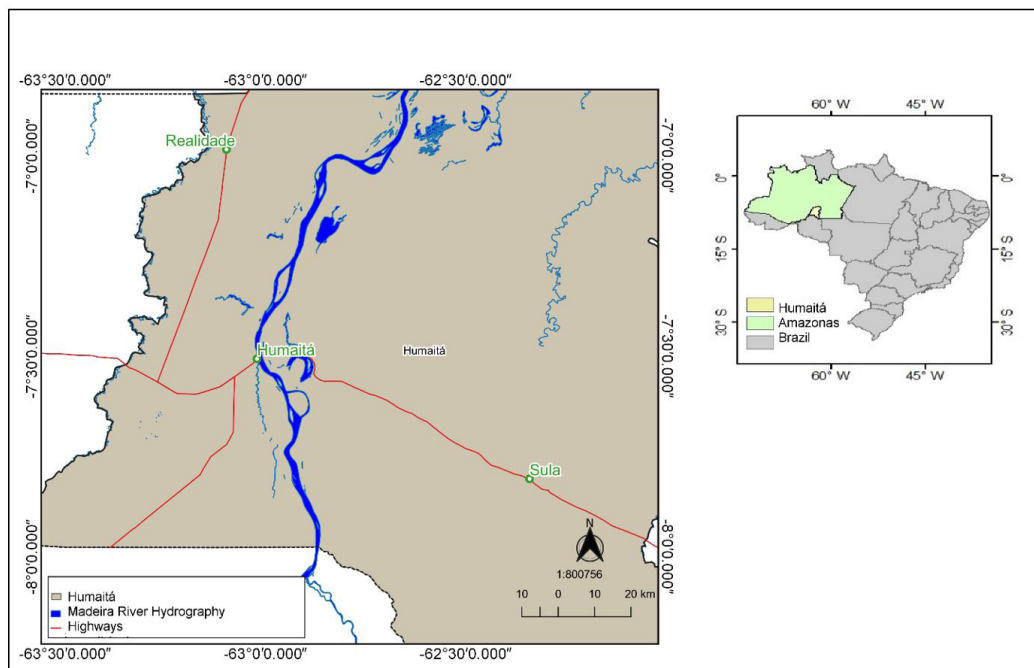 -63°30'0.000" -63°0'0.000" -62°30'0.000"
-7°0'0.000"
-7°30'0.000"
-8°0'0.000"
Realidade
Humaitá
Humaitá
Sula
N
1:800756
10 0 10 20 km
Humaitá
Madeira River Hydrography
Highways
-7°0'0.000"
-7°30'0.000"
-8°0'0.000"
-63°30'0.000" -63°0'0.000" -62°30'0.000"
60° W 45° W
0°
15°S
30°S
0°
15°S
30°S
Humaitá
Amazonas
Brazil
60° W 45° W